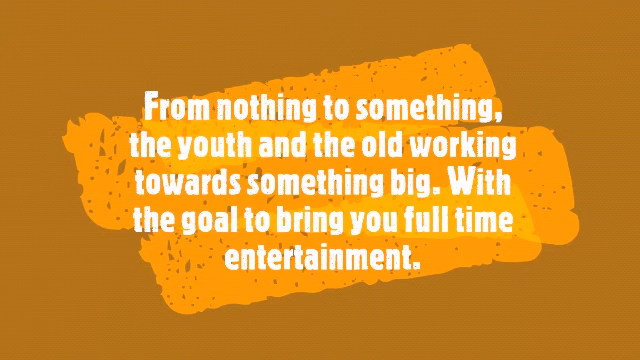 From nothing to something,
the youth and the old working
towards something big. With
the goal to bring you full time
entertainment.